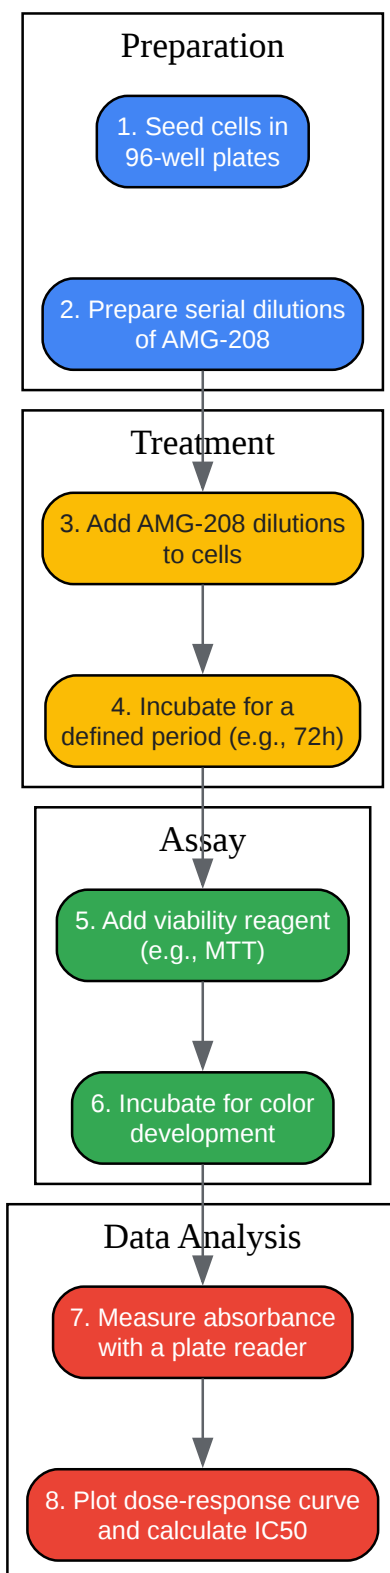 Preparation
1. Seed cells in
96-well plates
2. Prepare serial dilutions
of AMG-208
Treatment
3. Add AMG-208 dilutions
to cells
4. Incubate for a
defined period (e.g., 72h)
Assay
5. Add viability reagent
(e.g., MTT)
6. Incubate for color
development
Data Analysis
7. Measure absorbance
with a plate reader
8. Plot dose-response curve
and calculate IC50